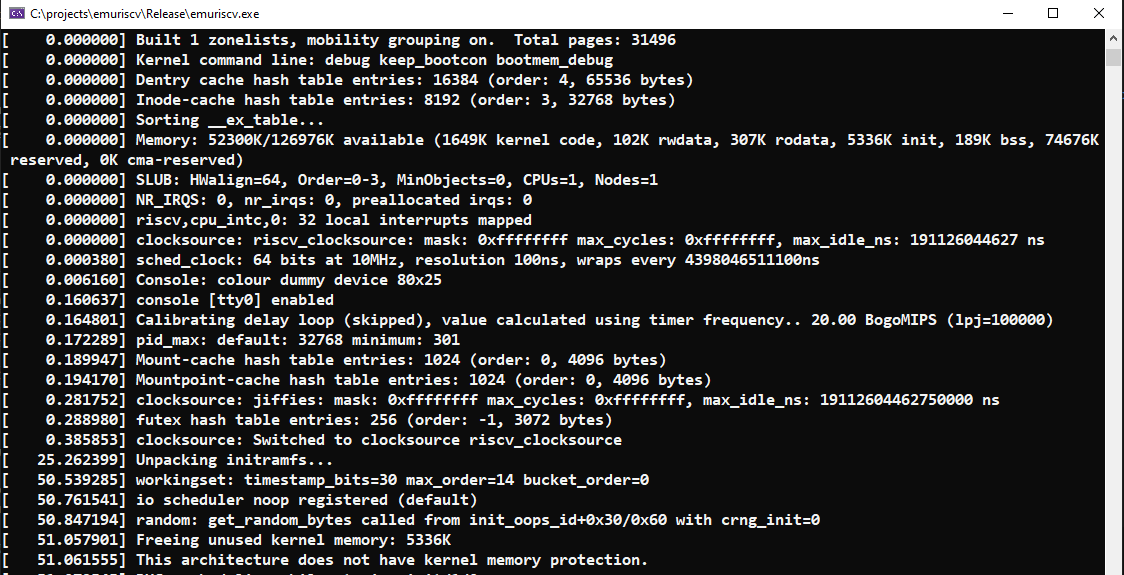 C:\projects\emuriscv\Release\emuriscv.exe
[    0.000000] Built 1 zonelists, mobility grouping on.  Total pages: 31496
[    0.000000] Kernel command line: debug keep_bootcon bootmem_debug
[    0.000000] Dentry cache hash table entries: 16384 (order: 4, 65536 bytes)
[    0.000000] Inode-cache hash table entries: 8192 (order: 3, 32768 bytes)
[    0.000000] Sorting __ex_table...
[    0.000000] Memory: 52300K/126976K available (1649K kernel code, 102K rwdata, 307K rodata, 5336K init, 189K bss, 74676K
reserved, 0K cma-reserved)
[    0.000000] SLUB: HWalign=64, Order=0-3, MinObjects=0, CPUs=1, Nodes=1
[    0.000000] NR_IRQS: 0, nr_irqs: 0, preallocated irqs: 0
[    0.000000] riscv,cpu_intc,0: 32 local interrupts mapped
[    0.000000] clocksource: riscv_clocksource: mask: 0xffffffff max_cycles: 0xffffffff, max_idle_ns: 191126044627 ns
[    0.000380] sched_clock: 64 bits at 10MHz, resolution 100ns, wraps every 4398046511100ns
[    0.006160] Console: colour dummy device 80x25
[    0.160637] console [tty0] enabled
[    0.164801] Calibrating delay loop (skipped), value calculated using timer frequency.. 20.00 BogoMIPS (lpj=100000)
[    0.172289] pid_max: default: 32768 minimum: 301
[    0.189947] Mount-cache hash table entries: 1024 (order: 0, 4096 bytes)
[    0.194170] Mountpoint-cache hash table entries: 1024 (order: 0, 4096 bytes)
[    0.281752] clocksource: jiffies: mask: 0xffffffff max_cycles: 0xffffffff, max_idle_ns: 19112604462750000 ns
[    0.288980] futex hash table entries: 256 (order: -1, 3072 bytes)
[    0.385853] clocksource: Switched to clocksource riscv_clocksource
[   25.262399] Unpacking initramfs...
[   50.539285] workingset: timestamp_bits=30 max_order=14 bucket_order=0
[   50.761541] io scheduler noop registered (default)
[   50.847194] random: get_random_bytes called from init_oops_id+0x30/0x60 with crng_init=0
[   51.057901] Freeing unused kernel memory: 5336K
[   51.061555] This architecture does not have kernel memory protection.